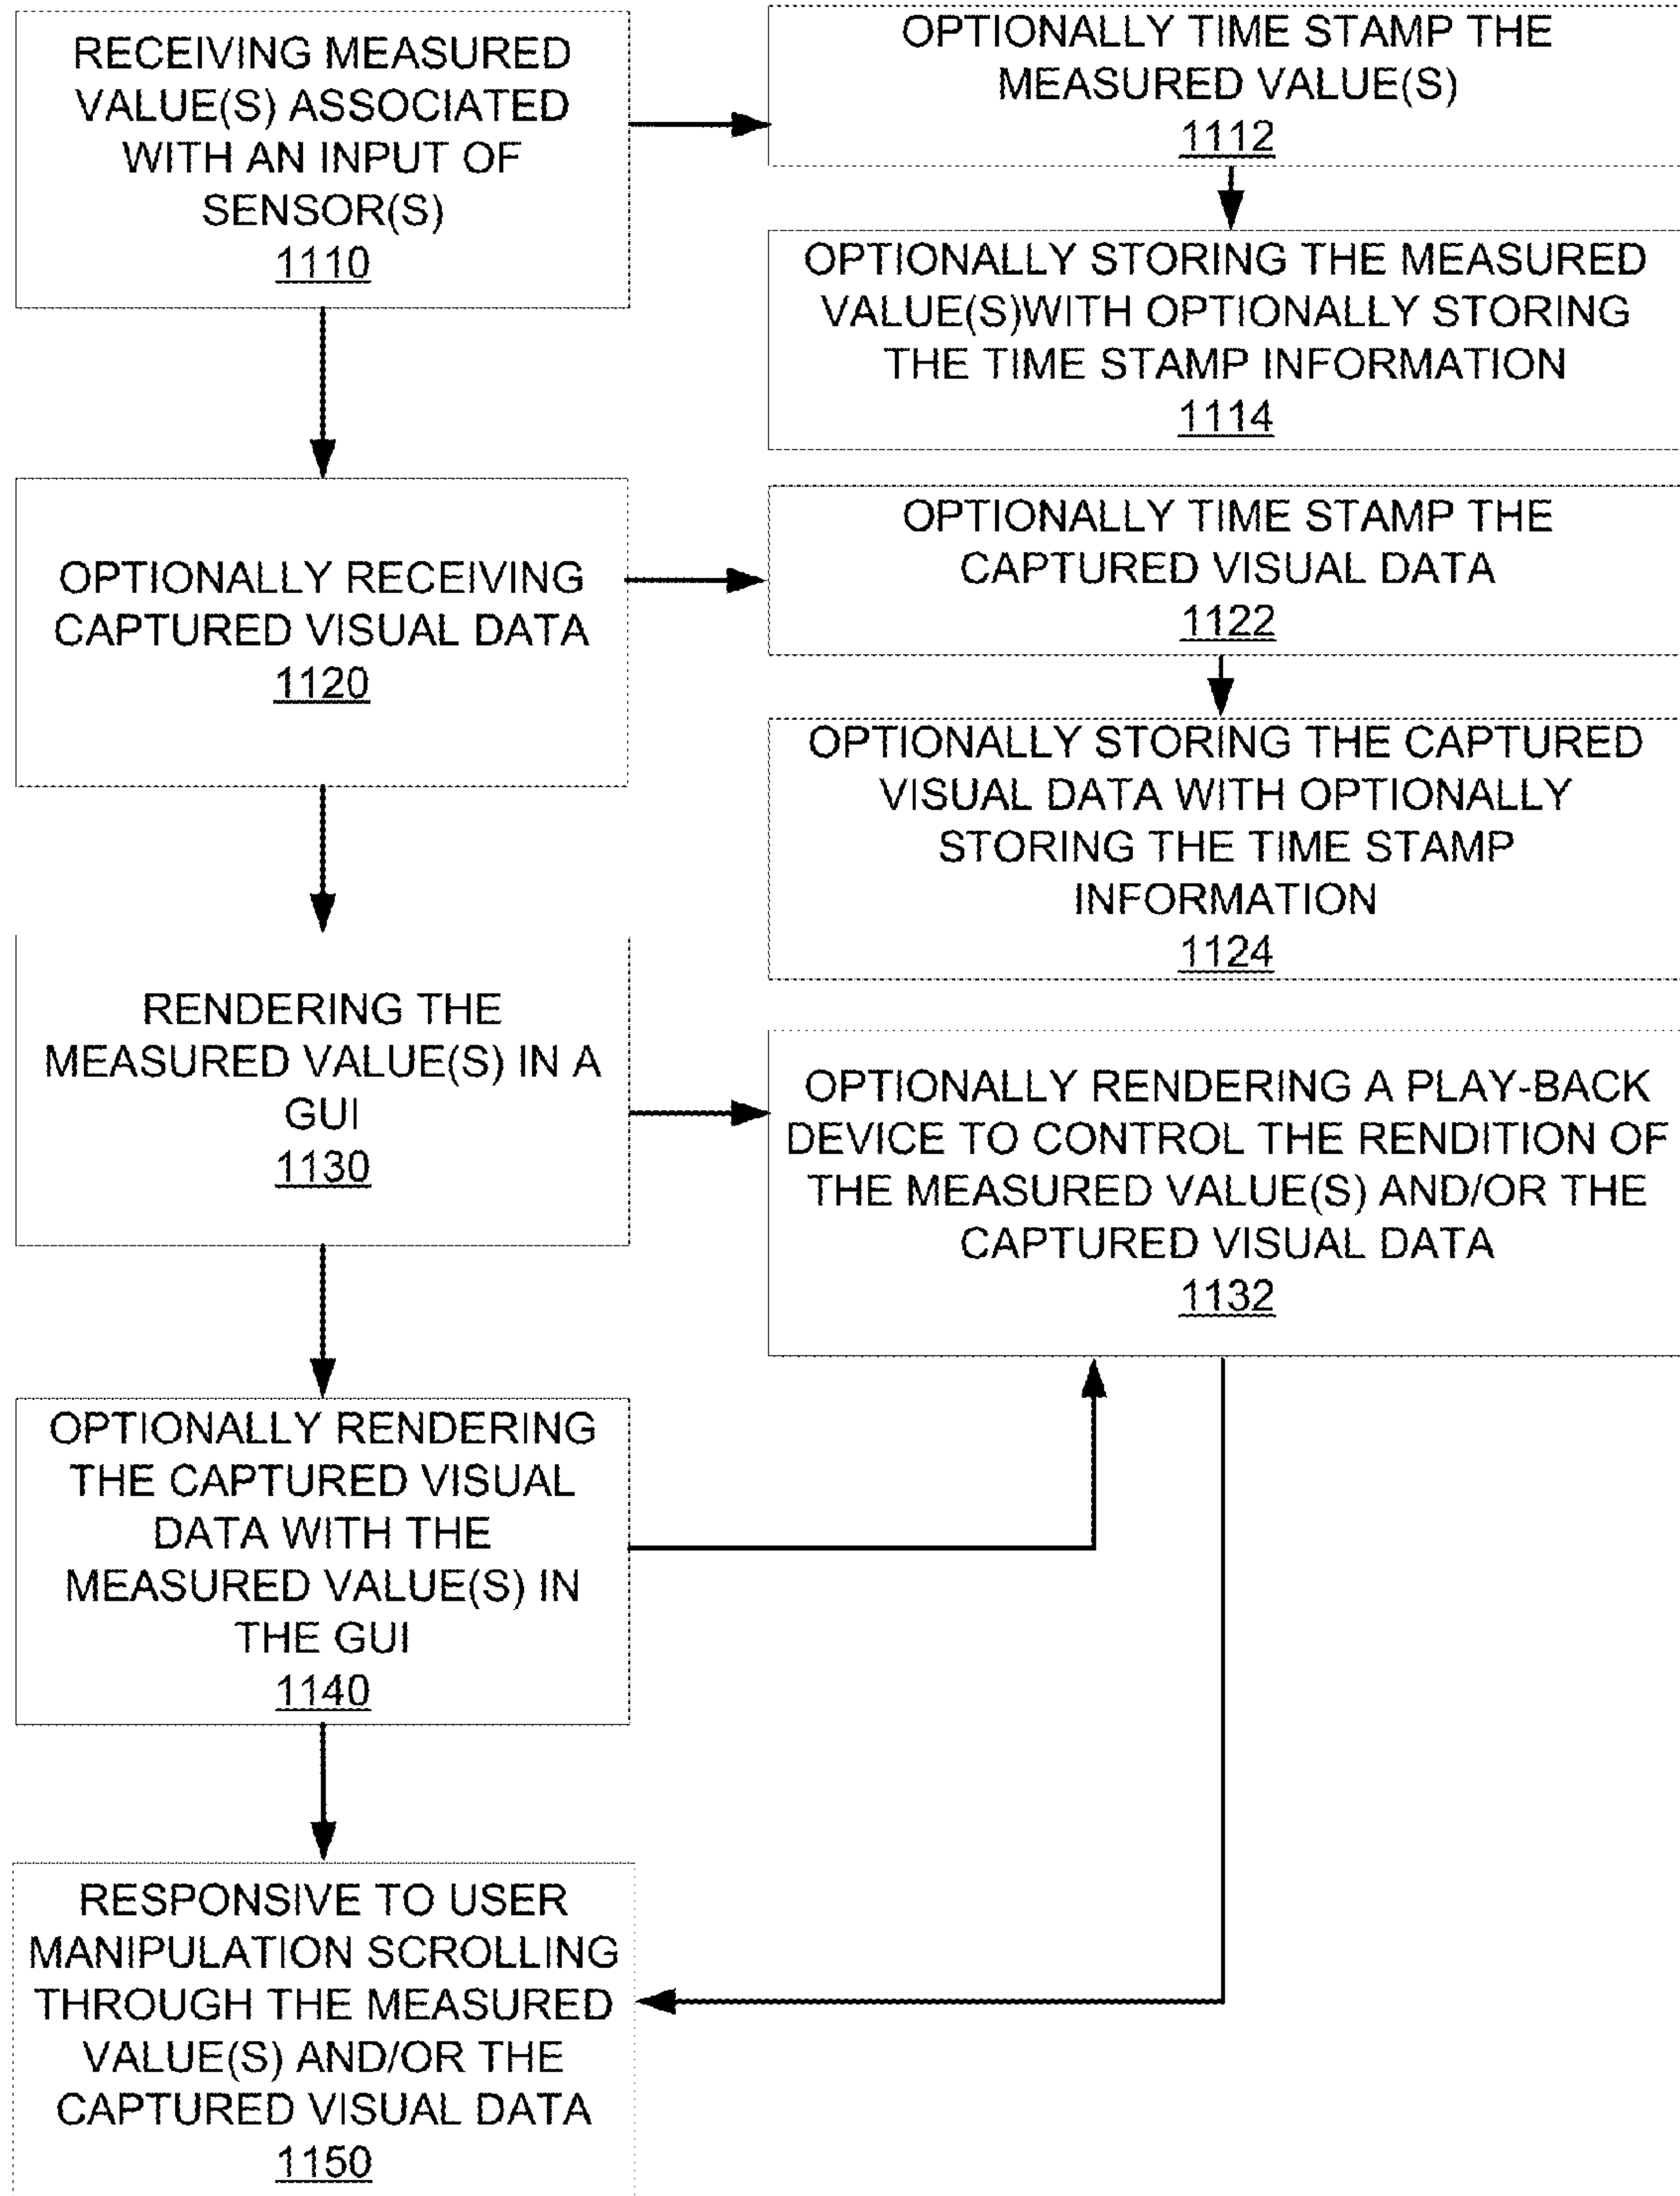 RECEIVING MEASURED
VALUE(S) ASSOCIATED
WITH AN INPUT OF
SENSOR(S)
1110
OPTIONALLY TIME STAMP THE
MEASURED VALUE(S)
1112
OPTIONALLY STORING THE MEASURED
VALUE(S)WITH OPTIONALLY STORING
THE TIME STAMP INFORMATION
1114
OPTIONALLY RECEIVING
CAPTURED VISUAL DATA
1120
OPTIONALLY TIME STAMP THE
CAPTURED VISUAL DATA
1122
OPTIONALLY STORING THE CAPTURED
VISUAL DATA WITH OPTIONALLY
STORING THE TIME STAMP
INFORMATION
1124
RENDERING THE
MEASURED VALUE(S) IN A
GUI
1130
OPTIONALLY RENDERING A PLAY-BACK
DEVICE TO CONTROL THE RENDITION OF
THE MEASURED VALUE(S) AND/OR THE
CAPTURED VISUAL DATA
1132
OPTIONALLY RENDERING
THE CAPTURED VISUAL
DATA WITH THE
MEASURED VALUE(S) IN
THE GUI
1140
RESPONSIVE TO USER
MANIPULATION SCROLLING
THROUGH THE MEASURED
VALUE(S) AND/OR THE
CAPTURED VISUAL DATA
1150